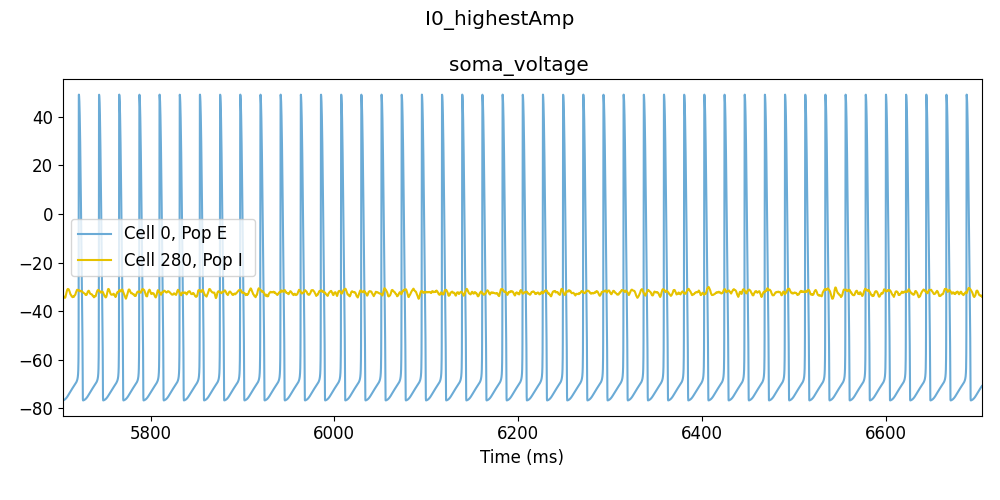 I0_highestAmp
soma_voltage
40
20
0
−20
−40
−60
−80
Cell 0, Pop E
Cell 280, Pop I
5800
6000
6200
6400
6600
Time (ms)